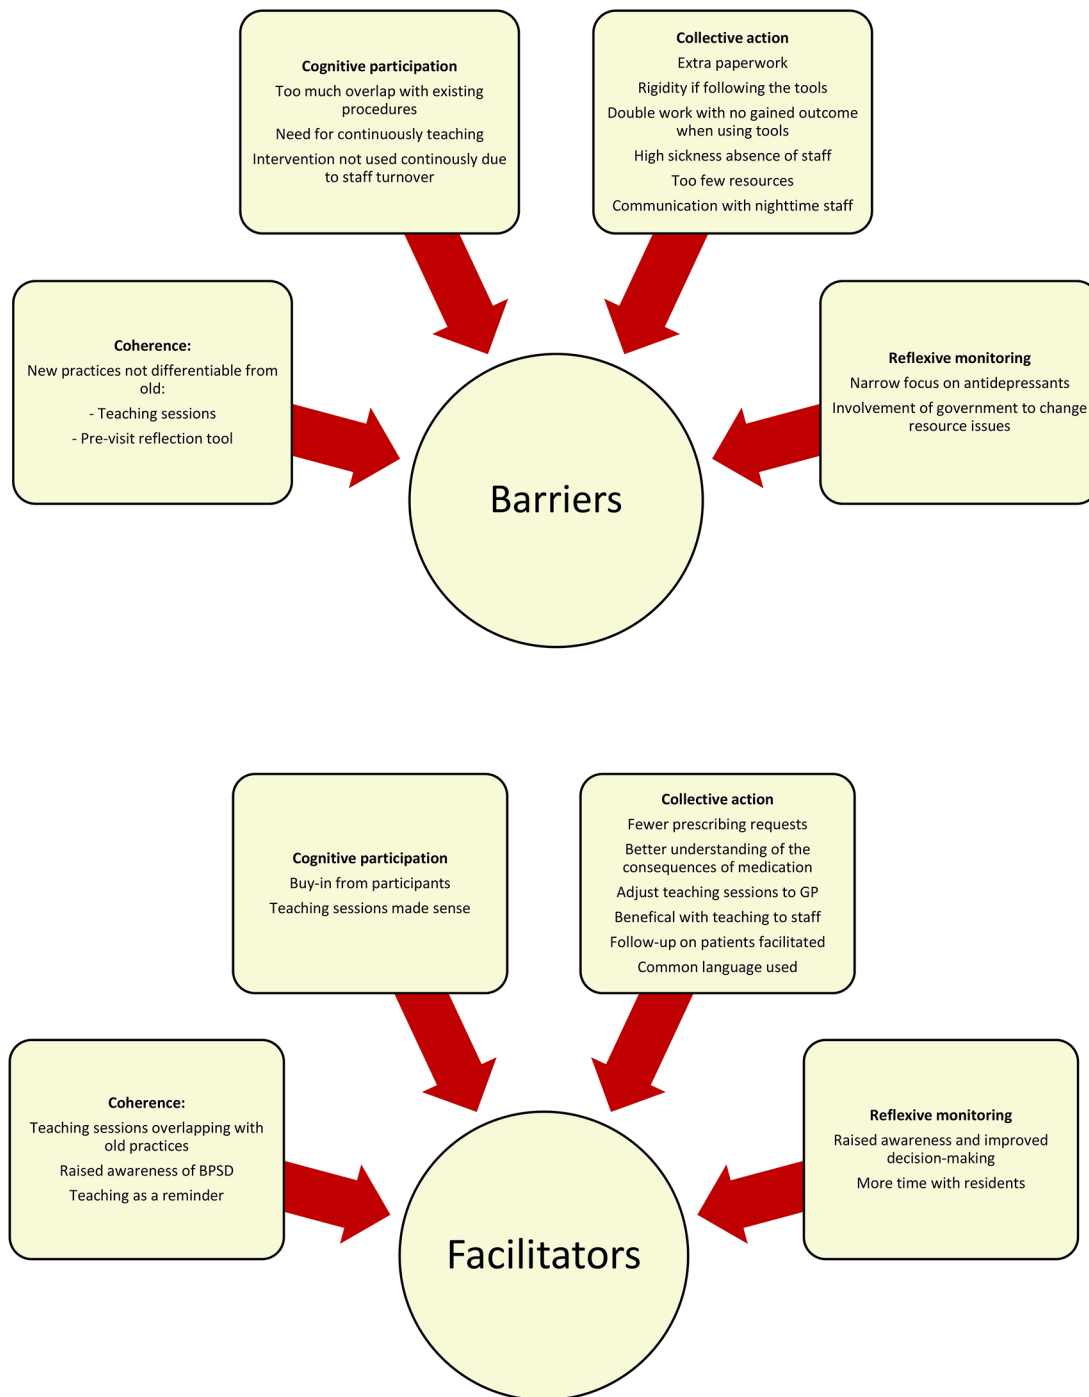 Cognitive participation
Too much overlap with existing
procedures
Need for continuously teaching
Intervention not used continously due
to staff turnover
Collective action
Extra paperwork
Rigidity if following the tools
Double work with no gained outcome
when using tools
High sickness absence of staff
Too few resources
Communication with nighttime staff
Coherence:
New practices not differentiable from
old:
- Teaching sessions
- Pre-visit reflection tool
Reflexive monitoring
Narrow focus on antidepressants
Involvement of government to change
resource issues
Barriers
Cognitive participation
Buy-in from participants
Teaching sessions made sense
Collective action
Fewer prescribing requests
Better understanding of the
consequences of medication
Adjust teaching sessions to GP
Benefical with teaching to staff
Follow-up on patients facilitated
Common language used
Coherence:
Teaching sessions overlapping with
old practices
Raised awareness of BPSD
Teaching as a reminder
Reflexive monitoring
Raised awareness and improved
decision-making
More time with residents
Facilitators